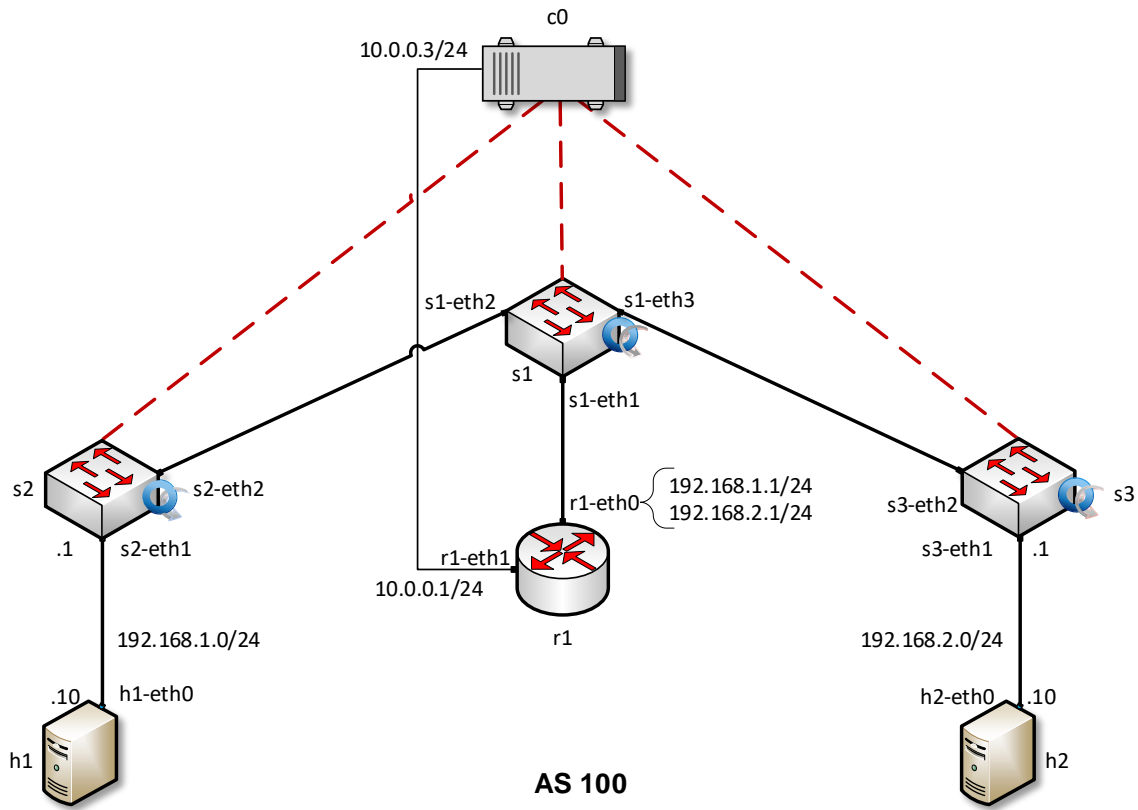 c0
10.0.0.3/24
s1-eth2
s1-eth3
s1
s1-eth1
s2
s2-eth2
.1
s2-eth1
r1-eth0
192.168.1.1/24
192.168.2.1/24
s3-eth2
s3
s3-eth1
.1
r1-eth1
10.0.0.1/24
r1
192.168.1.0/24
192.168.2.0/24
.10
h1-eth0
h2-eth0
.10
h1
h2
AS 100